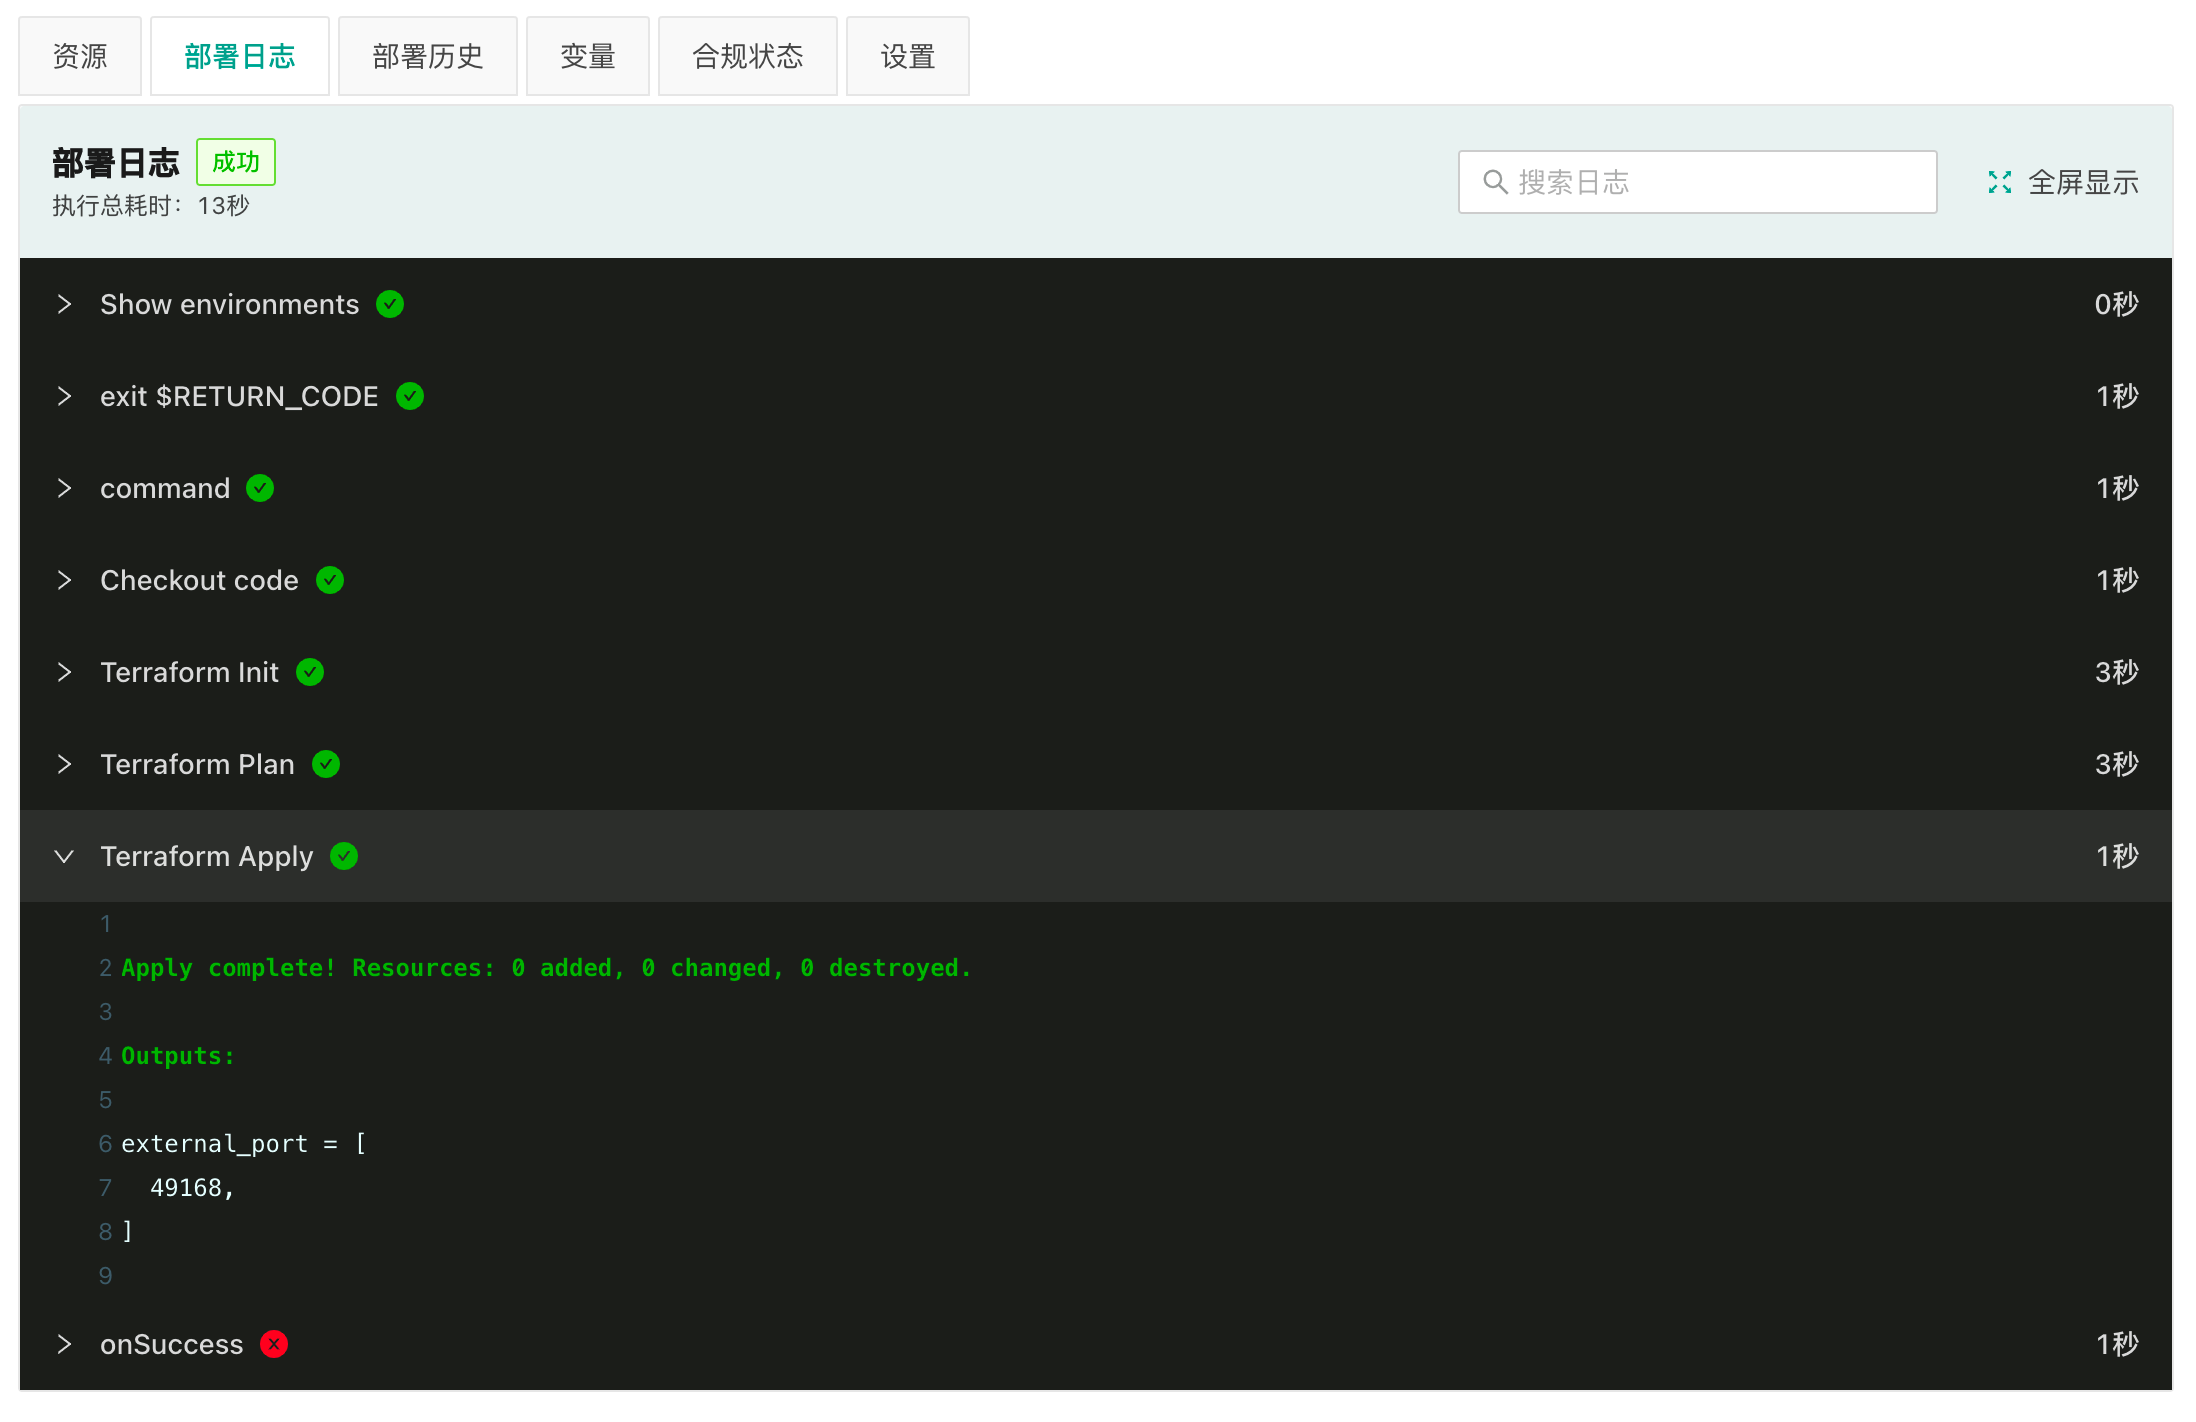 资源 部署日志 部署历史 变量 合规状态 设置
部署日志 成功
执行总耗时：13秒
搜索日志 全屏显示
Show environments 0秒
exit $RETURN_CODE 1秒
command 1秒
Checkout code 1秒
Terraform Init 3秒
Terraform Plan 3秒
Terraform Apply 1秒
1
2 Apply complete! Resources: 0 added, 0 changed, 0 destroyed.
3
4 Outputs:
5
6 external_port = [
7   49168,
8 ]
9
onSuccess 1秒